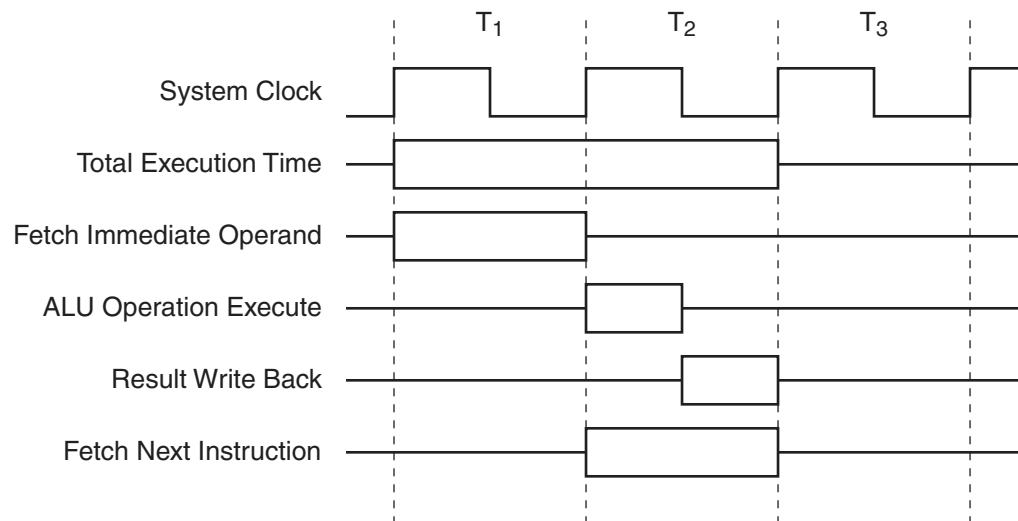 T1 T2 T3
System Clock
Total Execution Time
Fetch Immediate Operand
ALU Operation Execute
Result Write Back
Fetch Next Instruction